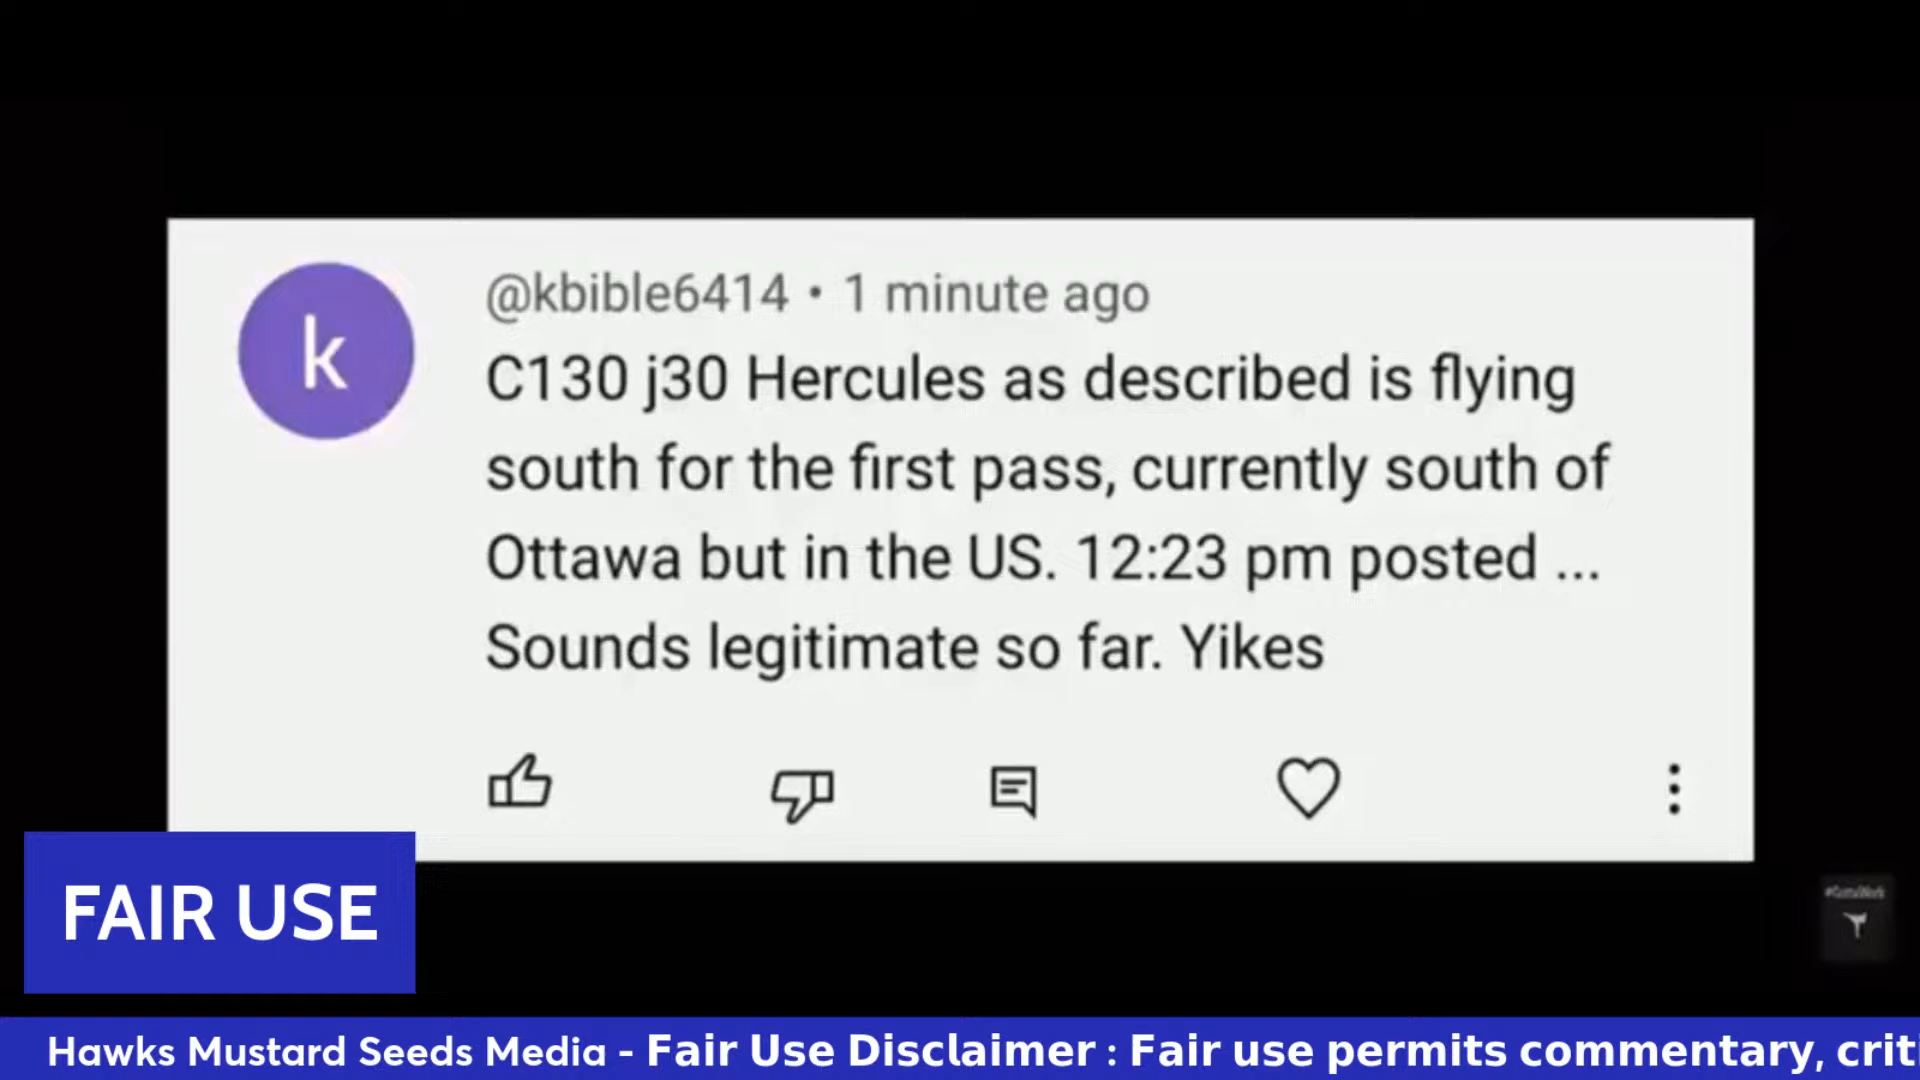 @kbible6414 • 1 minute ago
k
C130 j30 Hercules as described is flying
south for the first pass, currently south of
Ottawa but in the US. 12:23 pm posted ...
Sounds legitimate so far. Yikes
FAIR USE
Hawks Mustard Seeds Media - Fair Use Disclaimer : Fair use permits commentary, criti